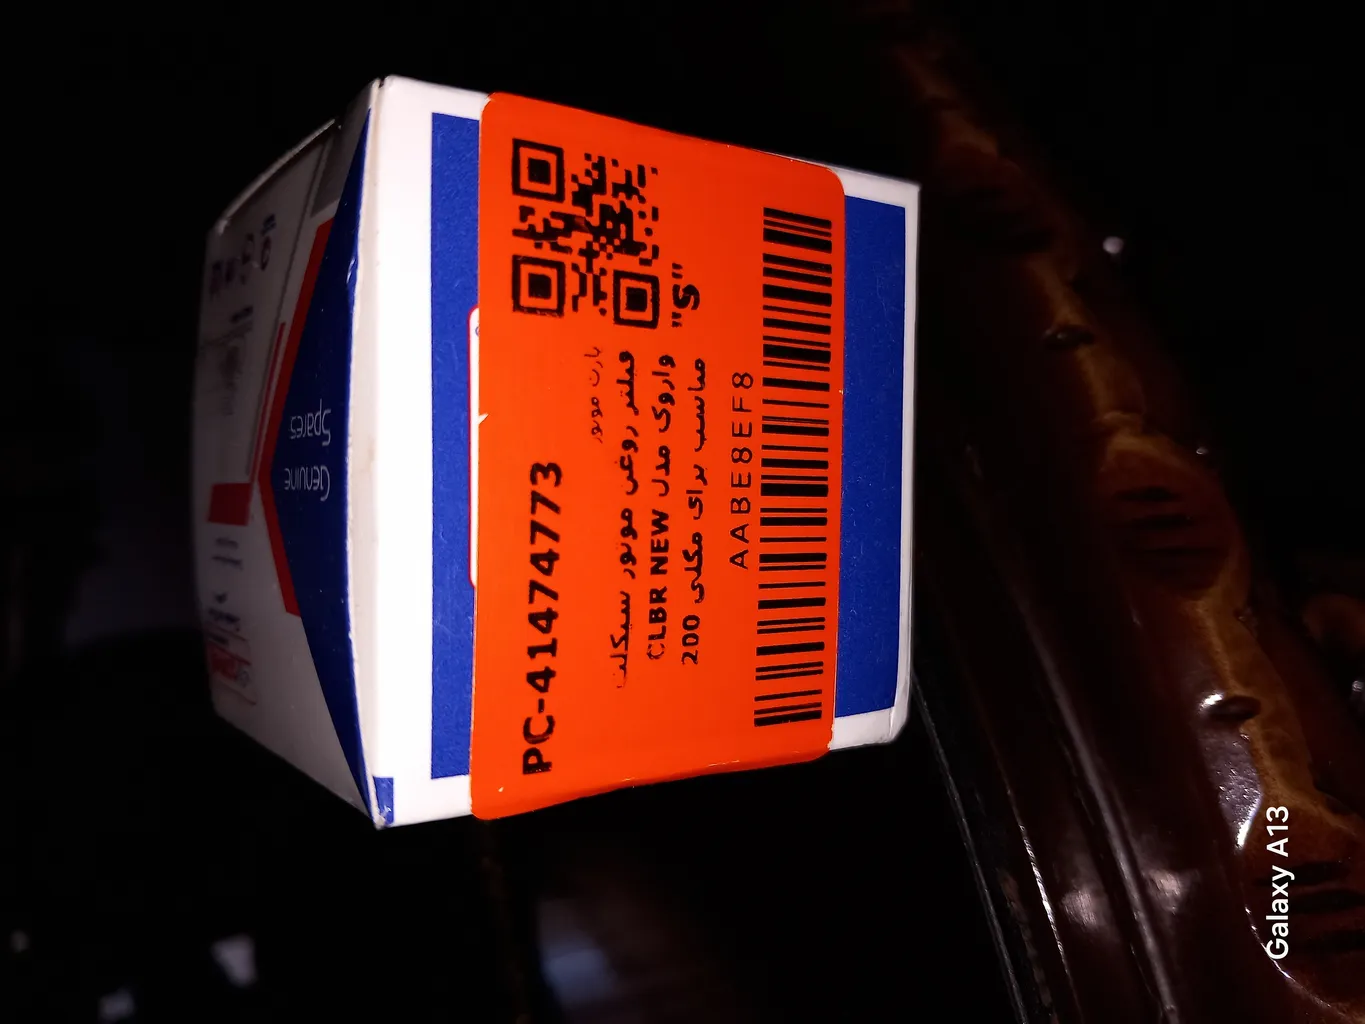 PC-41474773
پارت موتور
فیلتر روغن موتور سیکلت
واروک مدل CLBR NEW
مناسب برای مگلی 200
"S"
AABE8EF8
Genuine
Spares
Galaxy A13